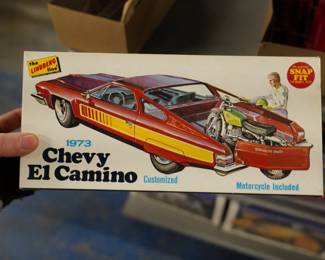 The
LINDBERG
Line
SNAP
FIT
1973
Chevy
El Camino
Customized
Motorcycle Included